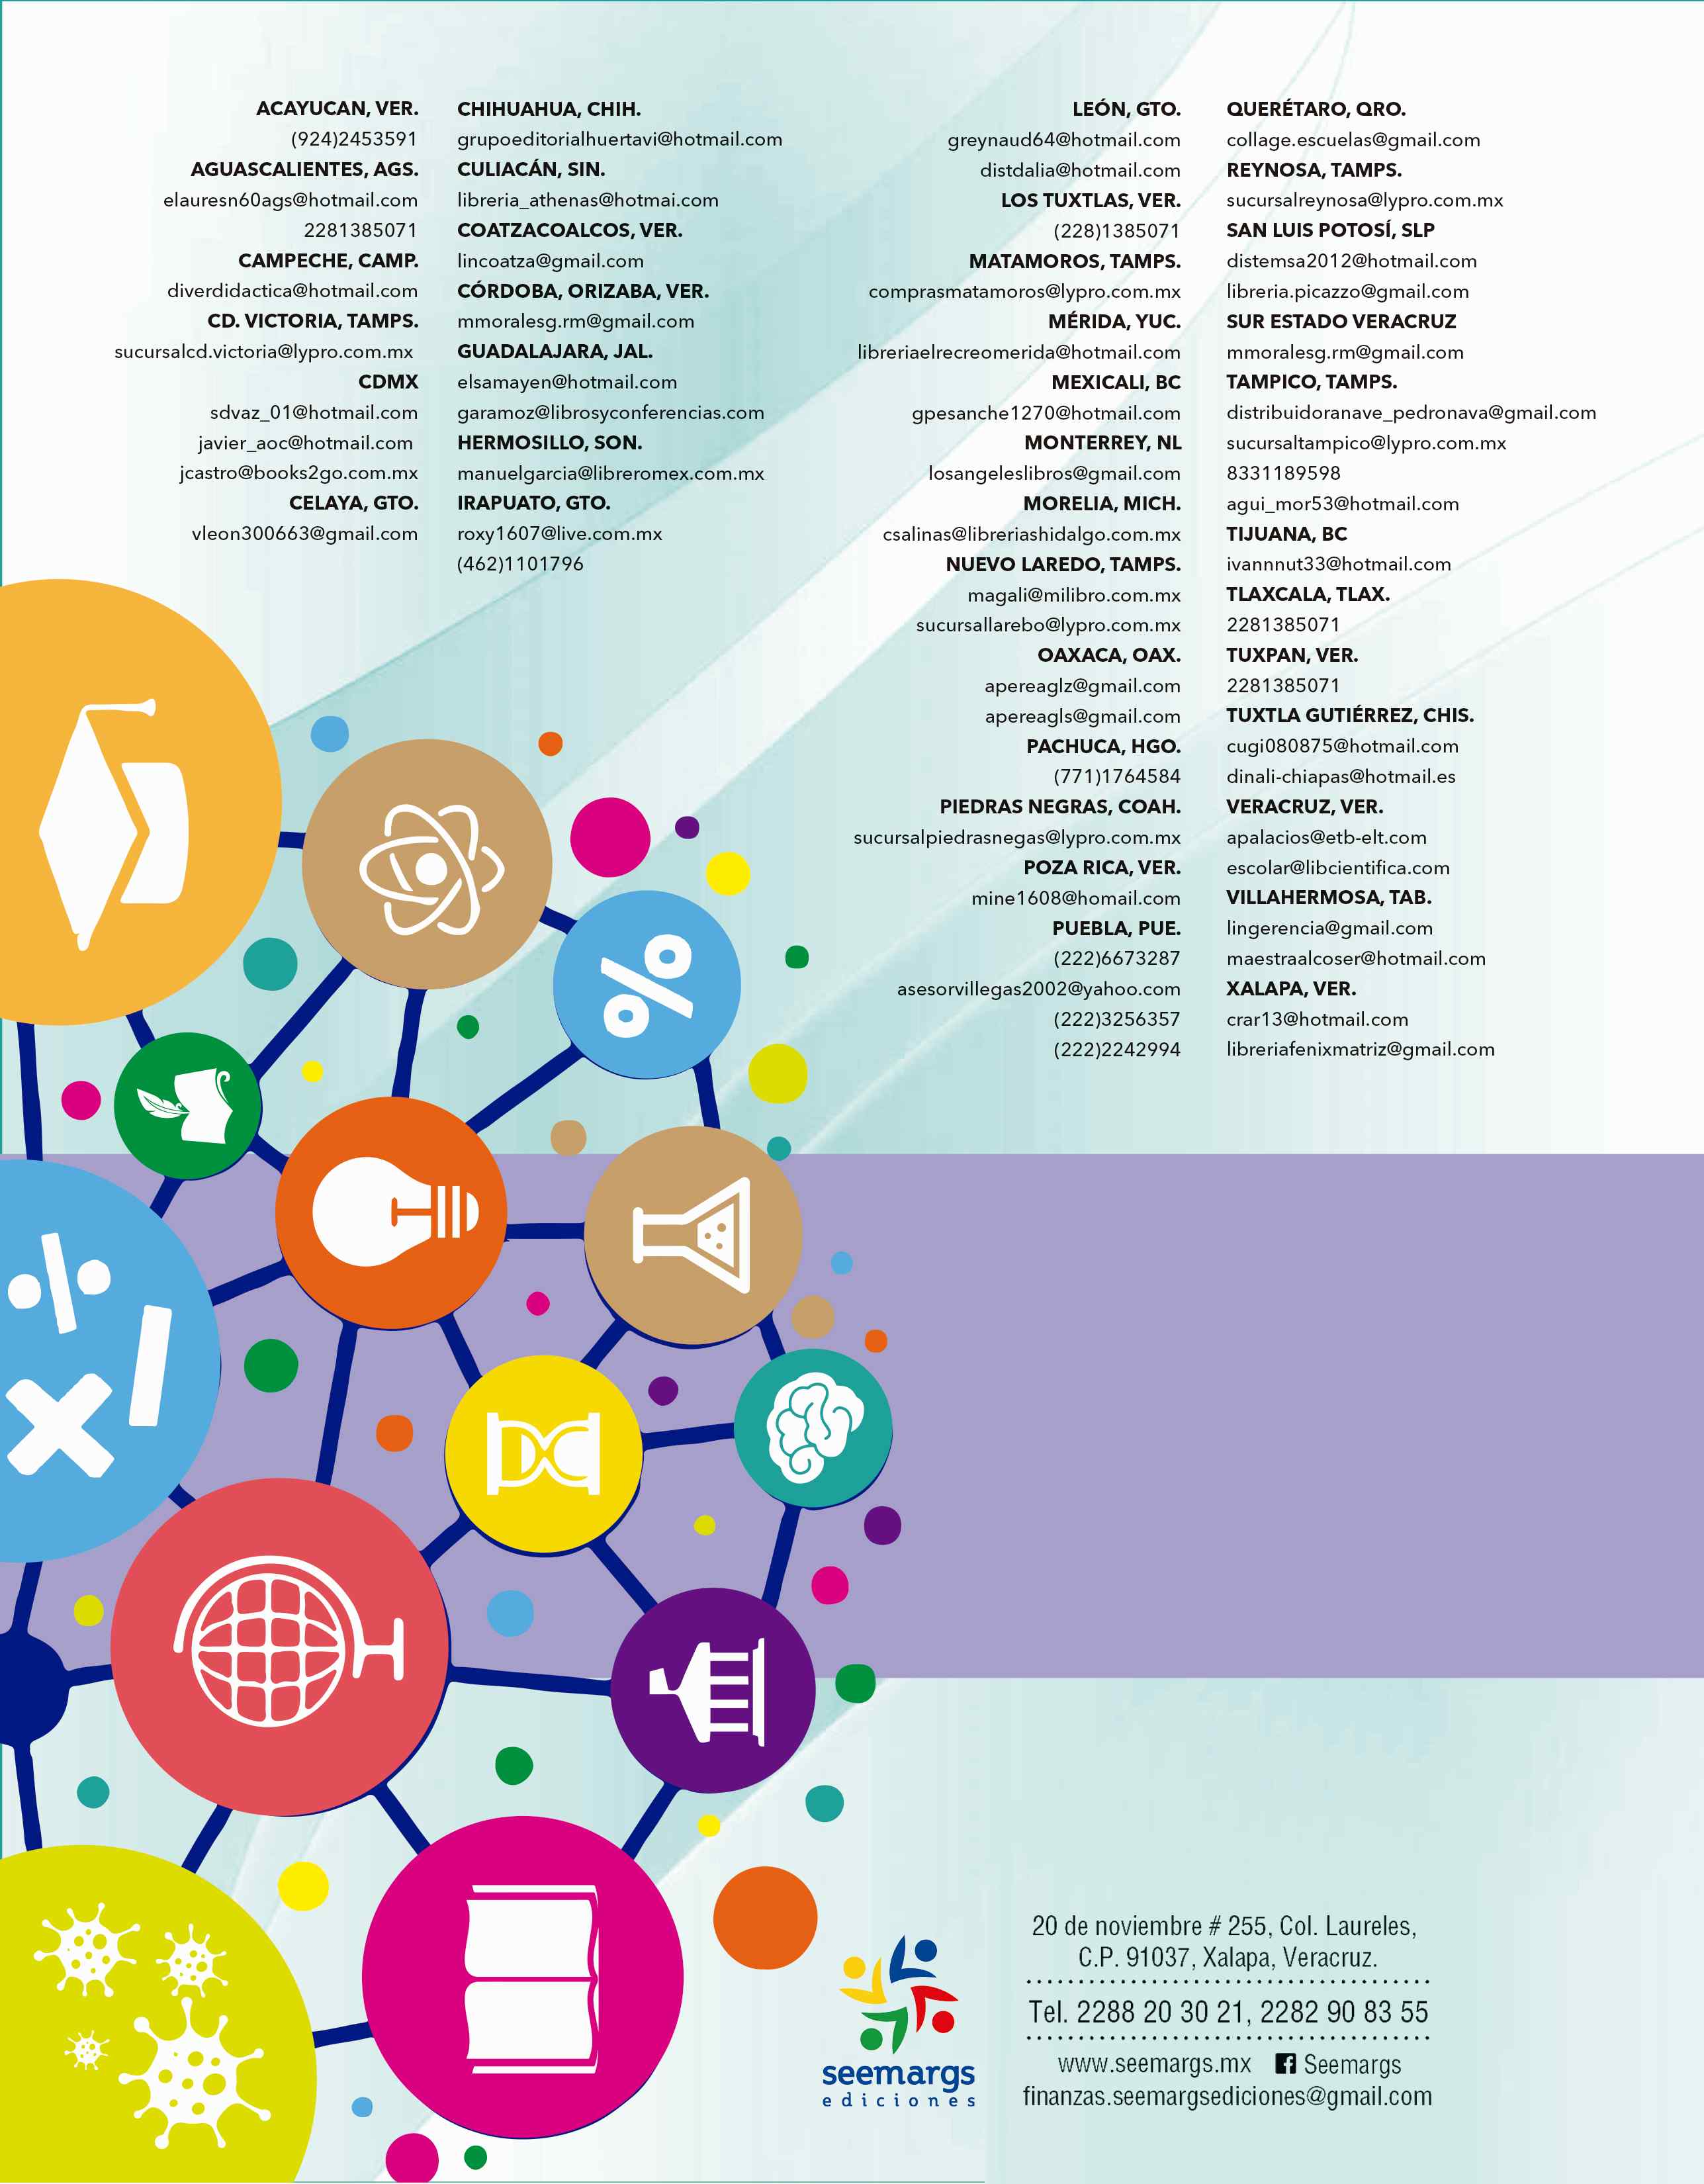 ACAYUCAN, VER.
(924)2453591
AGUASCALIENTES, AGS.
elauresn60ags@hotmail.com
2281385071
CAMPECHE, CAMP.
diverdidactica@hotmail.com
CD. VICTORIA, TAMPS.
sucursalcd.victoria@lypro.com.mx
CDMX
sdvaz_01@hotmail.com
javier_aoc@hotmail.com
jcastro@books2go.com.mx
CELAYA, GTO.
vleon300663@gmail.com
CHIHUAHUA, CHIH.
grupoeditorialhuertavi@hotmail.com
CULIACÁN, SIN.
libreria_athenas@hotmai.com
COATZACOALCOS, VER.
lincoatza@gmail.com
CÓRDOBA, ORIZABA, VER.
mmoralesg.rm@gmail.com
GUADALAJARA, JAL.
elsamayen@hotmail.com
garamoz@librosyconferencias.com
HERMOSILLO, SON.
manuelgarcia@libreromex.com.mx
IRAPUATO, GTO.
roxy1607@live.com.mx
(462)1101796
LEÓN, GTO.
greynaud64@hotmail.com
distdalia@hotmail.com
LOS TUXTLAS, VER.
(228)1385071
MATAMOROS, TAMPS.
comprasmatamoros@lypro.com.mx
MÉRIDA, YUC.
libreriaelrecreomerida@hotmail.com
MEXICALI, BC
gpesanche1270@hotmail.com
MONTERREY, NL
losangeleslibros@gmail.com
MORELIA, MICH.
csalinas@libreriashidalgo.com.mx
NUEVO LAREDO, TAMPS.
magali@milibro.com.mx
sucursallarebo@lypro.com.mx
OAXACA, OAX.
apereaglz@gmail.com
apereagls@gmail.com
PACHUCA, HGO.
(771)1764584
PIEDRAS NEGRAS, COAH.
sucursalpiedrasnegas@lypro.com.mx
POZA RICA, VER.
mine1608@homail.com
PUEBLA, PUE.
(222)6673287
asesorvillegas2002@yahoo.com
(222)3256357
(222)2242994
QUERÉTARO, QRO.
collage.escuelas@gmail.com
REYNOSA, TAMPS.
sucursalreynosa@lypro.com.mx
SAN LUIS POTOSÍ, SLP
distemsa2012@hotmail.com
libreria.picazzo@gmail.com
SUR ESTADO VERACRUZ
mmoralesg.rm@gmail.com
TAMPICO, TAMPS.
distribuidoranave_pedronava@gmail.com
sucursaltampico@lypro.com.mx
8331189598
agui_mor53@hotmail.com
TIJUANA, BC
ivannnut33@hotmail.com
TLAXCALA, TLAX.
2281385071
TUXPAN, VER.
2281385071
TUXTLA GUTIÉRREZ, CHIS.
cugi080875@hotmail.com
dinali-chiapas@hotmail.es
VERACRUZ, VER.
apalacios@etb-elt.com
escolar@libcientifica.com
VILLAHERMOSA, TAB.
lingerencia@gmail.com
maestraalcoser@hotmail.com
XALAPA, VER.
crar13@hotmail.com
libreriafenixmatriz@gmail.com
%
seemargs
ediciones
20 de noviembre # 255, Col. Laureles,
C.P. 91037, Xalapa, Veracruz.
Tel. 2288 20 30 21, 2282 90 83 55
www.seemargs.mx Seemargs
finanzas.seemargsediciones@gmail.com